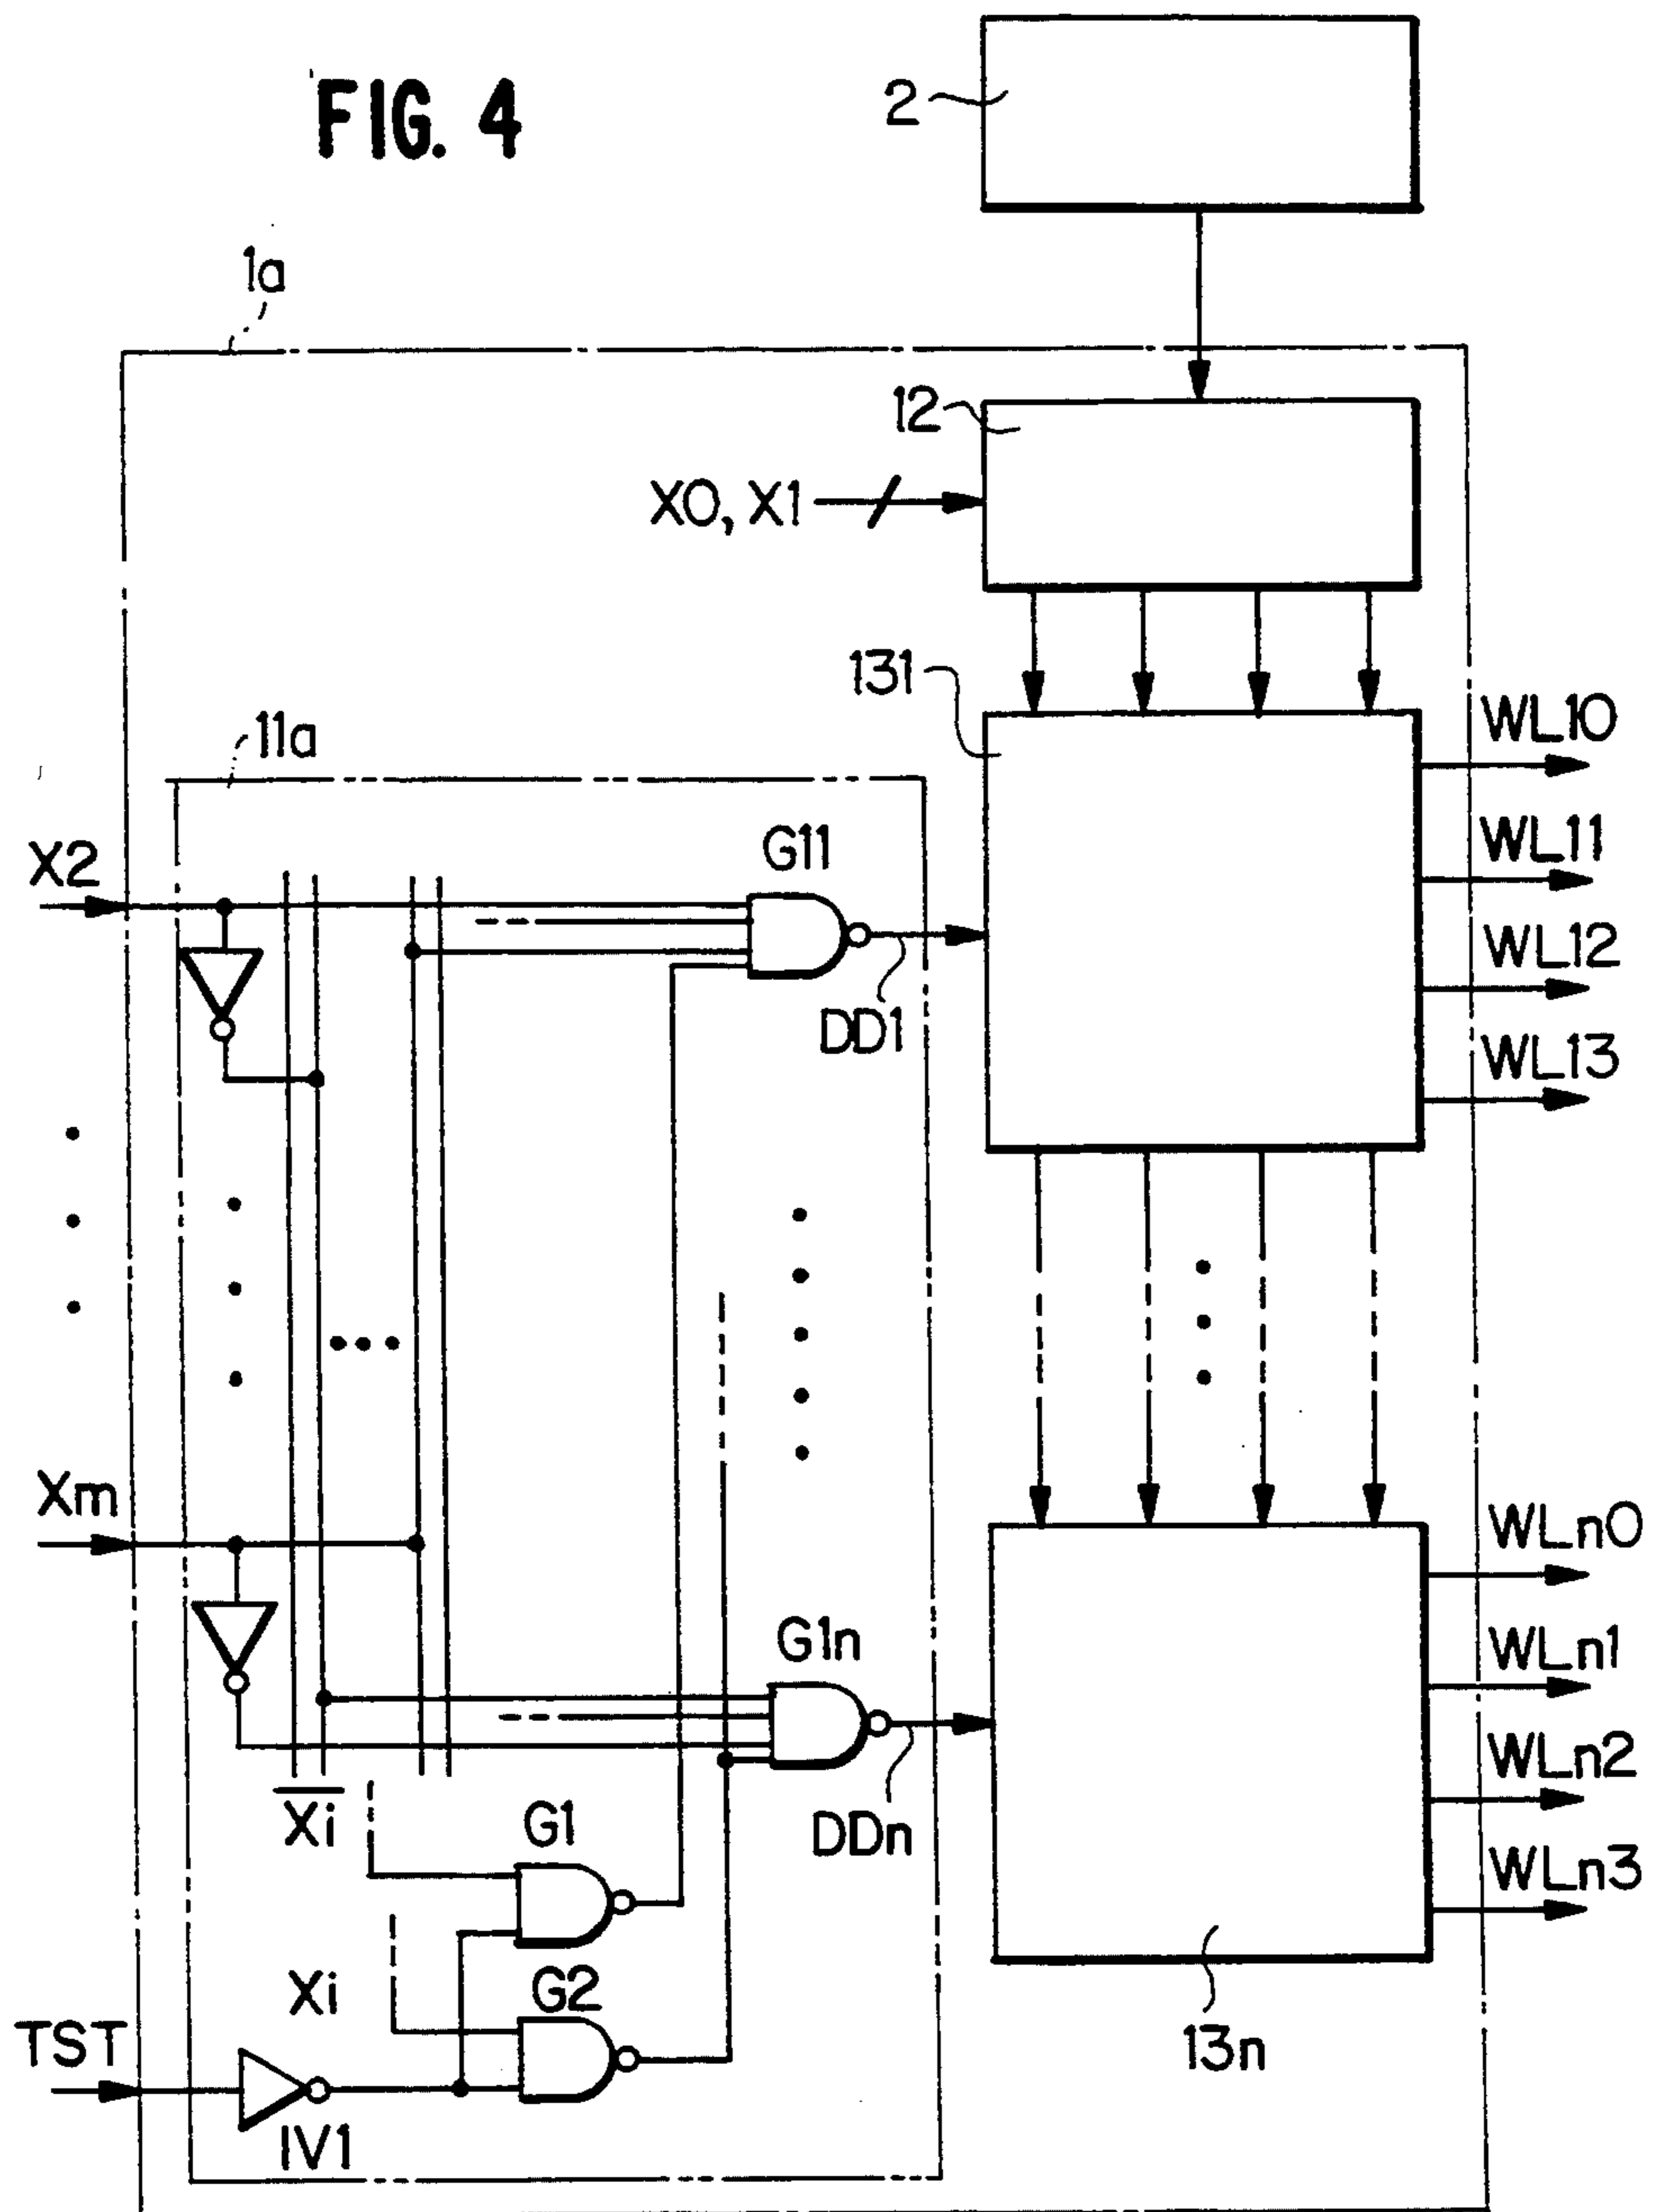 FIG. 4
2
1a
12
X0, X1
131
11a
WL10
G11
WL11
X2
WL12
DD1
WL13
Xm
WLn0
G1n
WLn1
WLn2
X̅i̅
G1
DDn
WLn3
Xi
G2
TST
13n
IV1